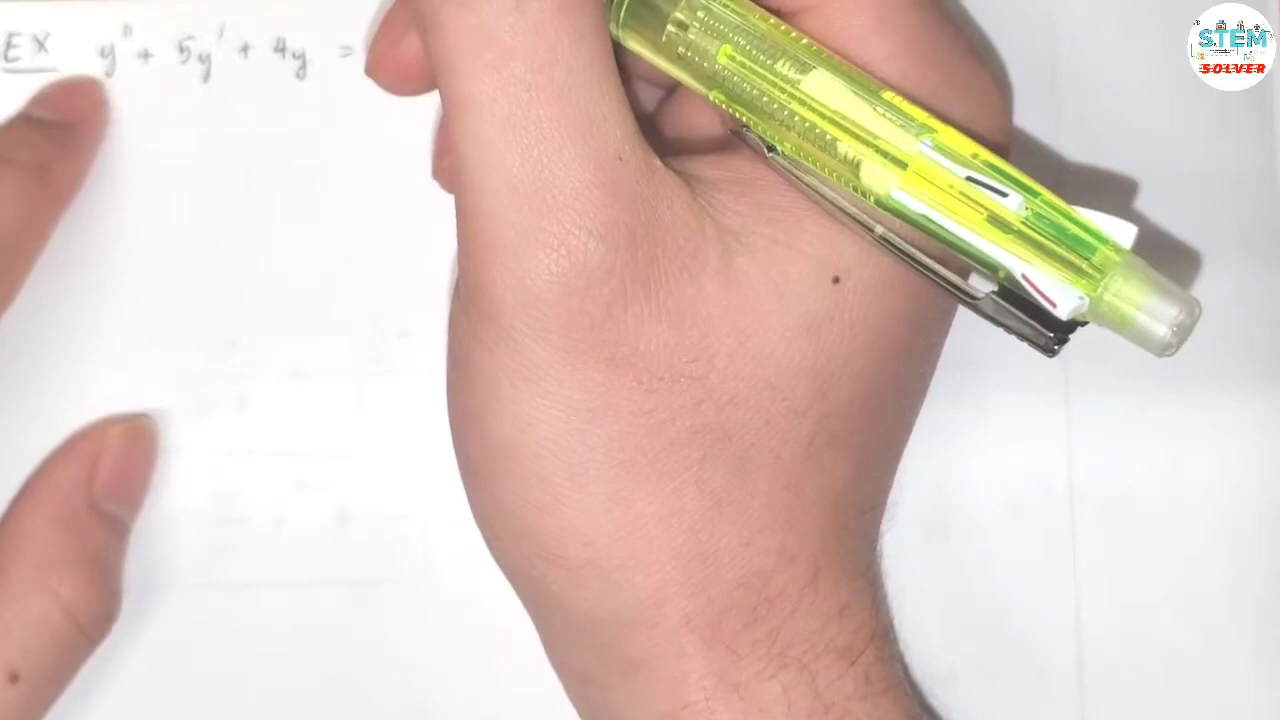 EX y'' + 5y' + 4y =
STEM
SOLVER